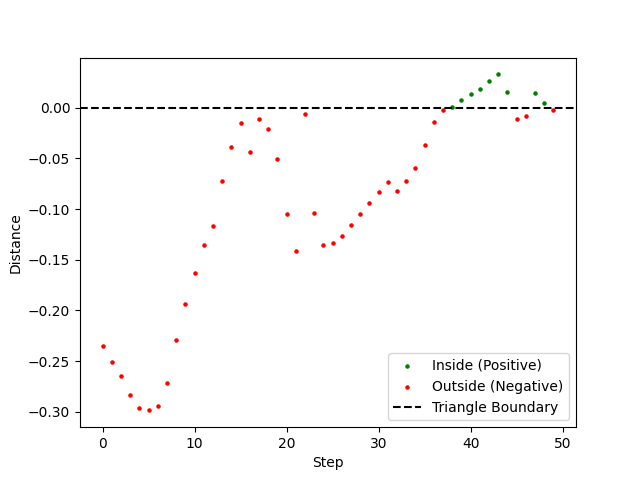 0.00
−0.05
−0.10
−0.15
−0.20
−0.25
−0.30
Distance
0
10
20
30
40
50
Step
Inside (Positive)
Outside (Negative)
Triangle Boundary